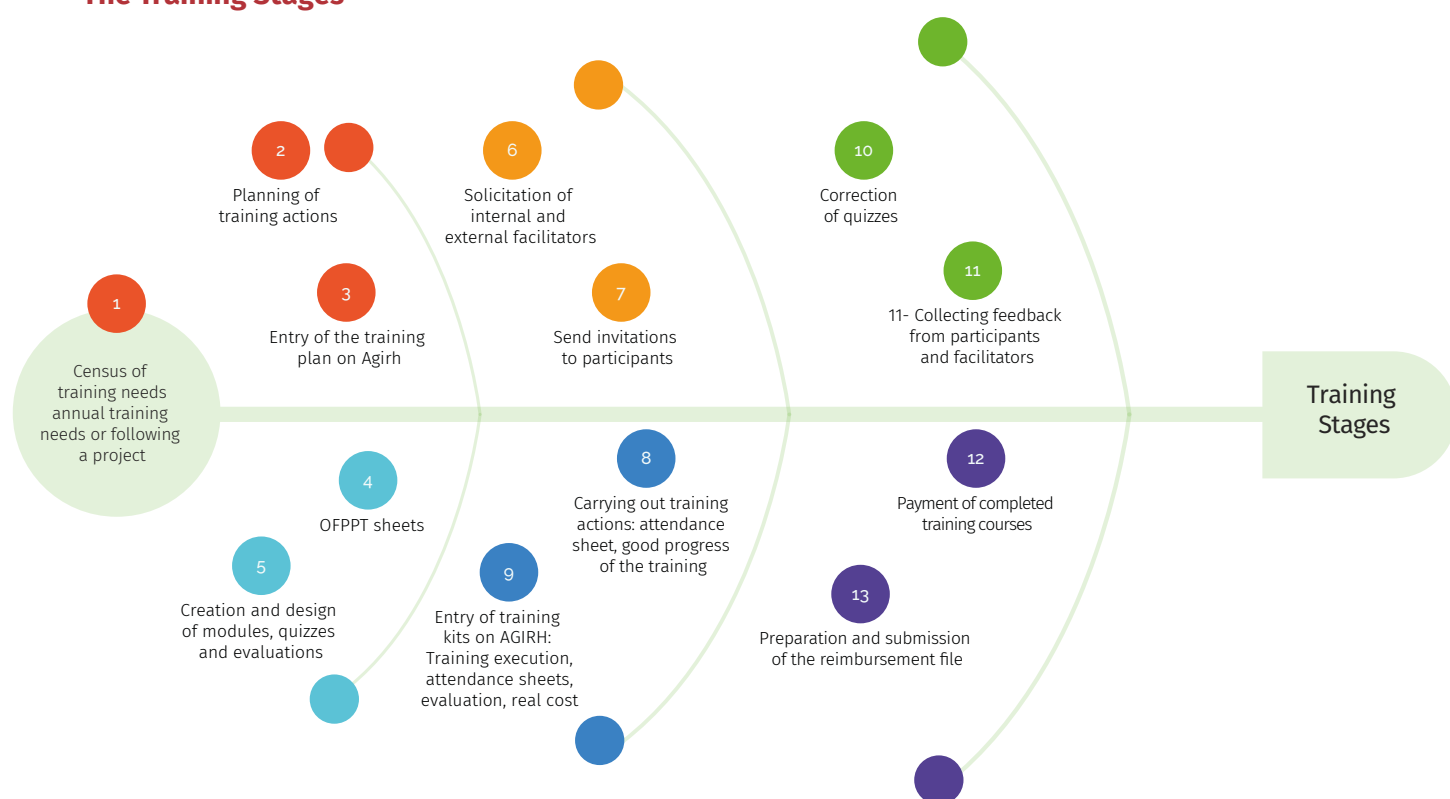 The Training Stages
1
Census of
training needs
annual training
needs or following
a project
2
Planning of
training actions
3
Entry of the training
plan on Agirh
4
OFPPT sheets
5
Creation and design
of modules, quizzes
and evaluations
6
Solicitation of
internal and
external facilitators
7
Send invitations
to participants
8
Carrying out training
actions: attendance
sheet, good progress
of the training
9
Entry of training
kits on AGIRH:
Training execution,
attendance sheets,
evaluation, real cost
10
Correction
of quizzes
11
11- Collecting feedback
from participants
and facilitators
12
Payment of completed
training courses
13
Preparation and submission
of the reimbursement file
Training
Stages